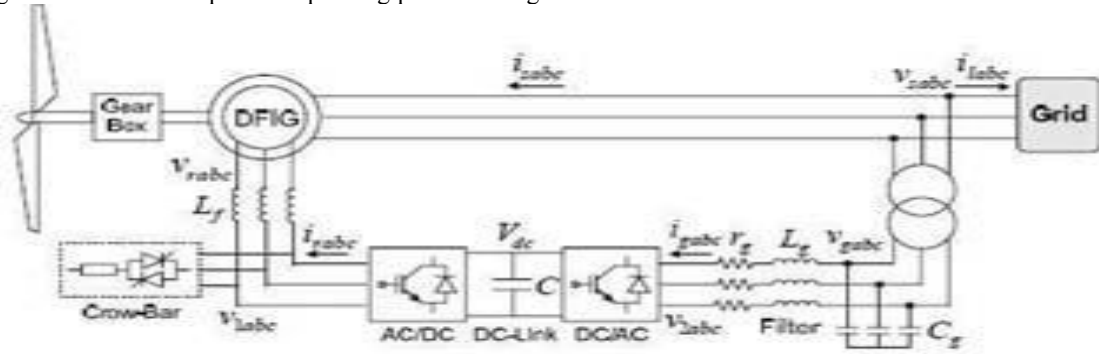 i_sabc
v_sabc i_labc
Gear
Box
DFIG
Grid
v_rabc
L_f
i_rabc
V_dc
i_gabc r_g L_g v_gabc
C
Crow-Bar
v_1abc
AC/DC DC-Link DC/AC
v_2abc
Filter
C_g